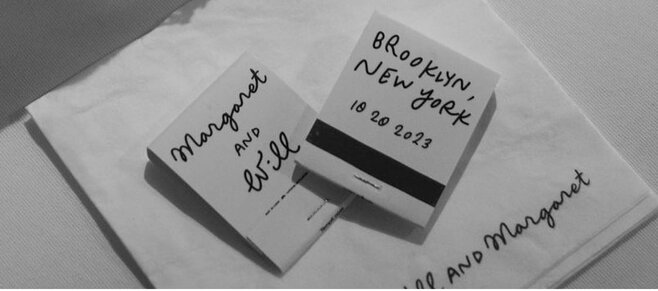 Margaret
AND
Will
BROOKLYN,
NEW YORK
10 20 2023
AND Margaret